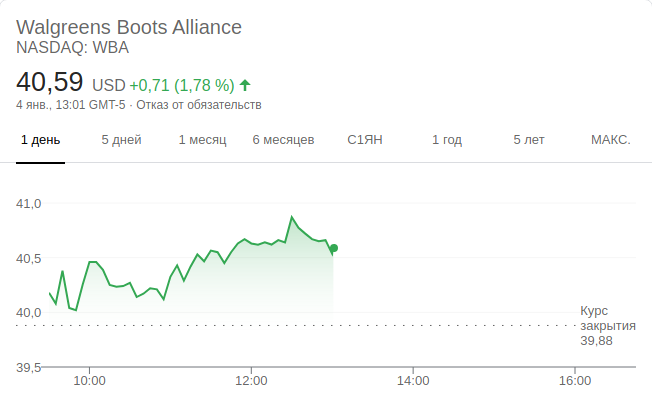 Walgreens Boots Alliance
NASDAQ: WBA
40,59 USD +0,71 (1,78 %)
4 янв., 13:01 GMT-5 · Отказ от обязательств
1 день 5 дней 1 месяц 6 месяцев С1ЯН 1 год 5 лет МАКС.
41,0
40,5
40,0
Курс
закрытия
39,88
39,5
10:00 12:00 14:00 16:00